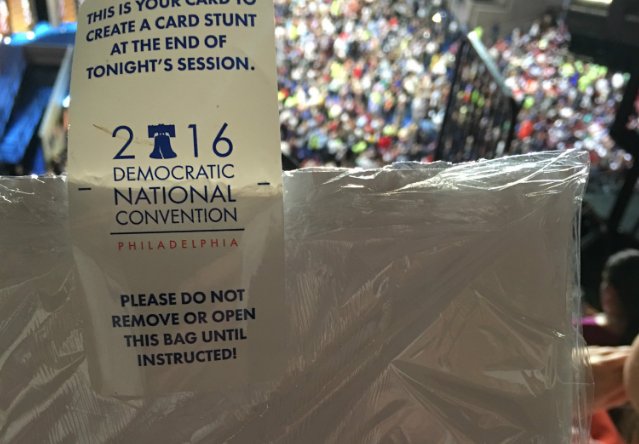 THIS IS YOUR CARD TO
CREATE A CARD STUNT
AT THE END OF
TONIGHT'S SESSION.
2016
DEMOCRATIC
NATIONAL
CONVENTION
PHILADELPHIA
PLEASE DO NOT
REMOVE OR OPEN
THIS BAG UNTIL
INSTRUCTED!